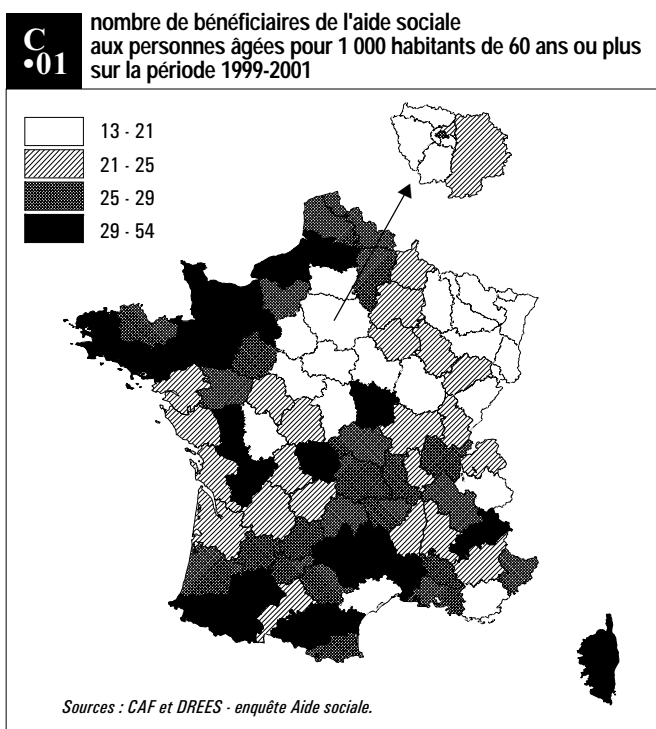 C
•01
nombre de bénéficiaires de l'aide sociale
aux personnes âgées pour 1 000 habitants de 60 ans ou plus
sur la période 1999-2001
13 - 21
21 - 25
25 - 29
29 - 54
Sources : CAF et DREES - enquête Aide sociale.